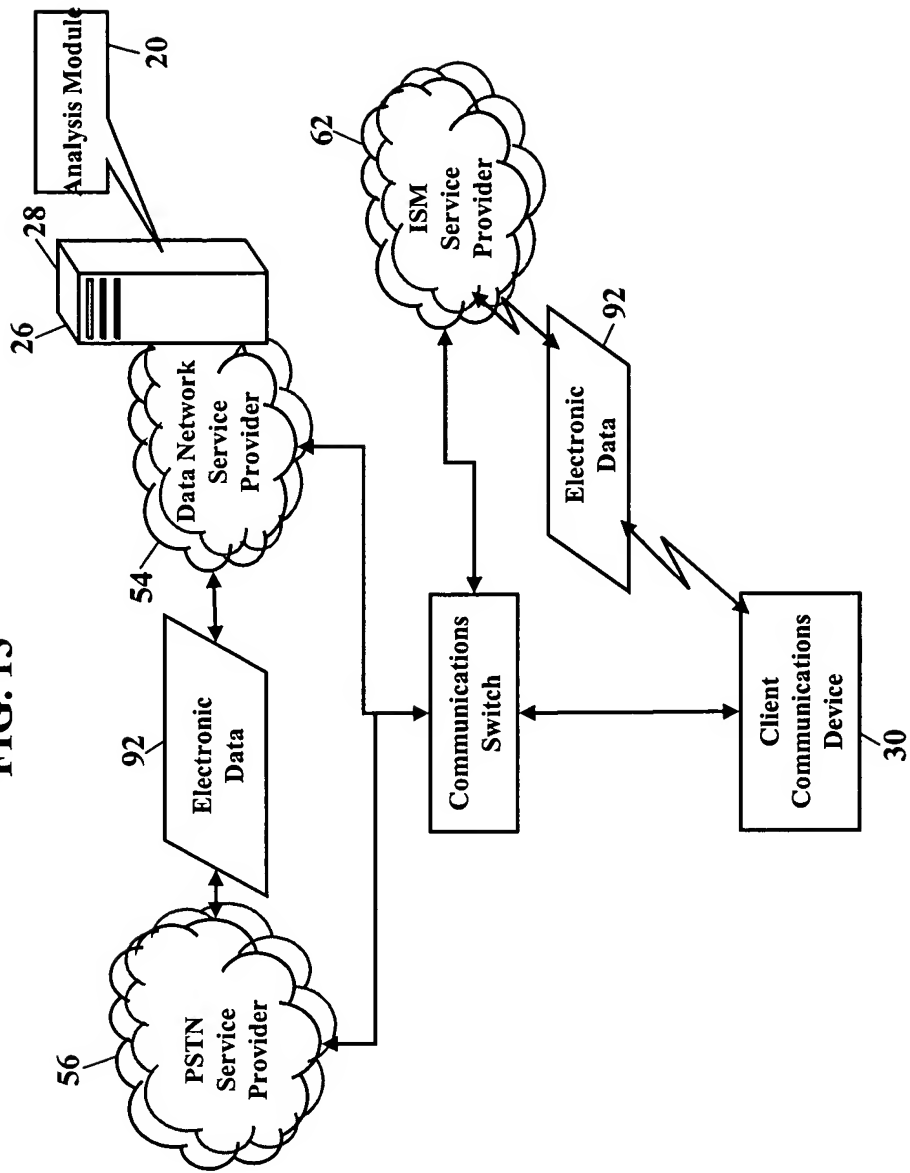 FIG.
56
PSTN
Service
Provider
92
Electronic
Data
54
Data Network
Service
Provider
26
28
Analysis Module
20
Communications
Switch
62
ISM
Service
Provider
Electronic
Data
92
Client
Communications
Device
30